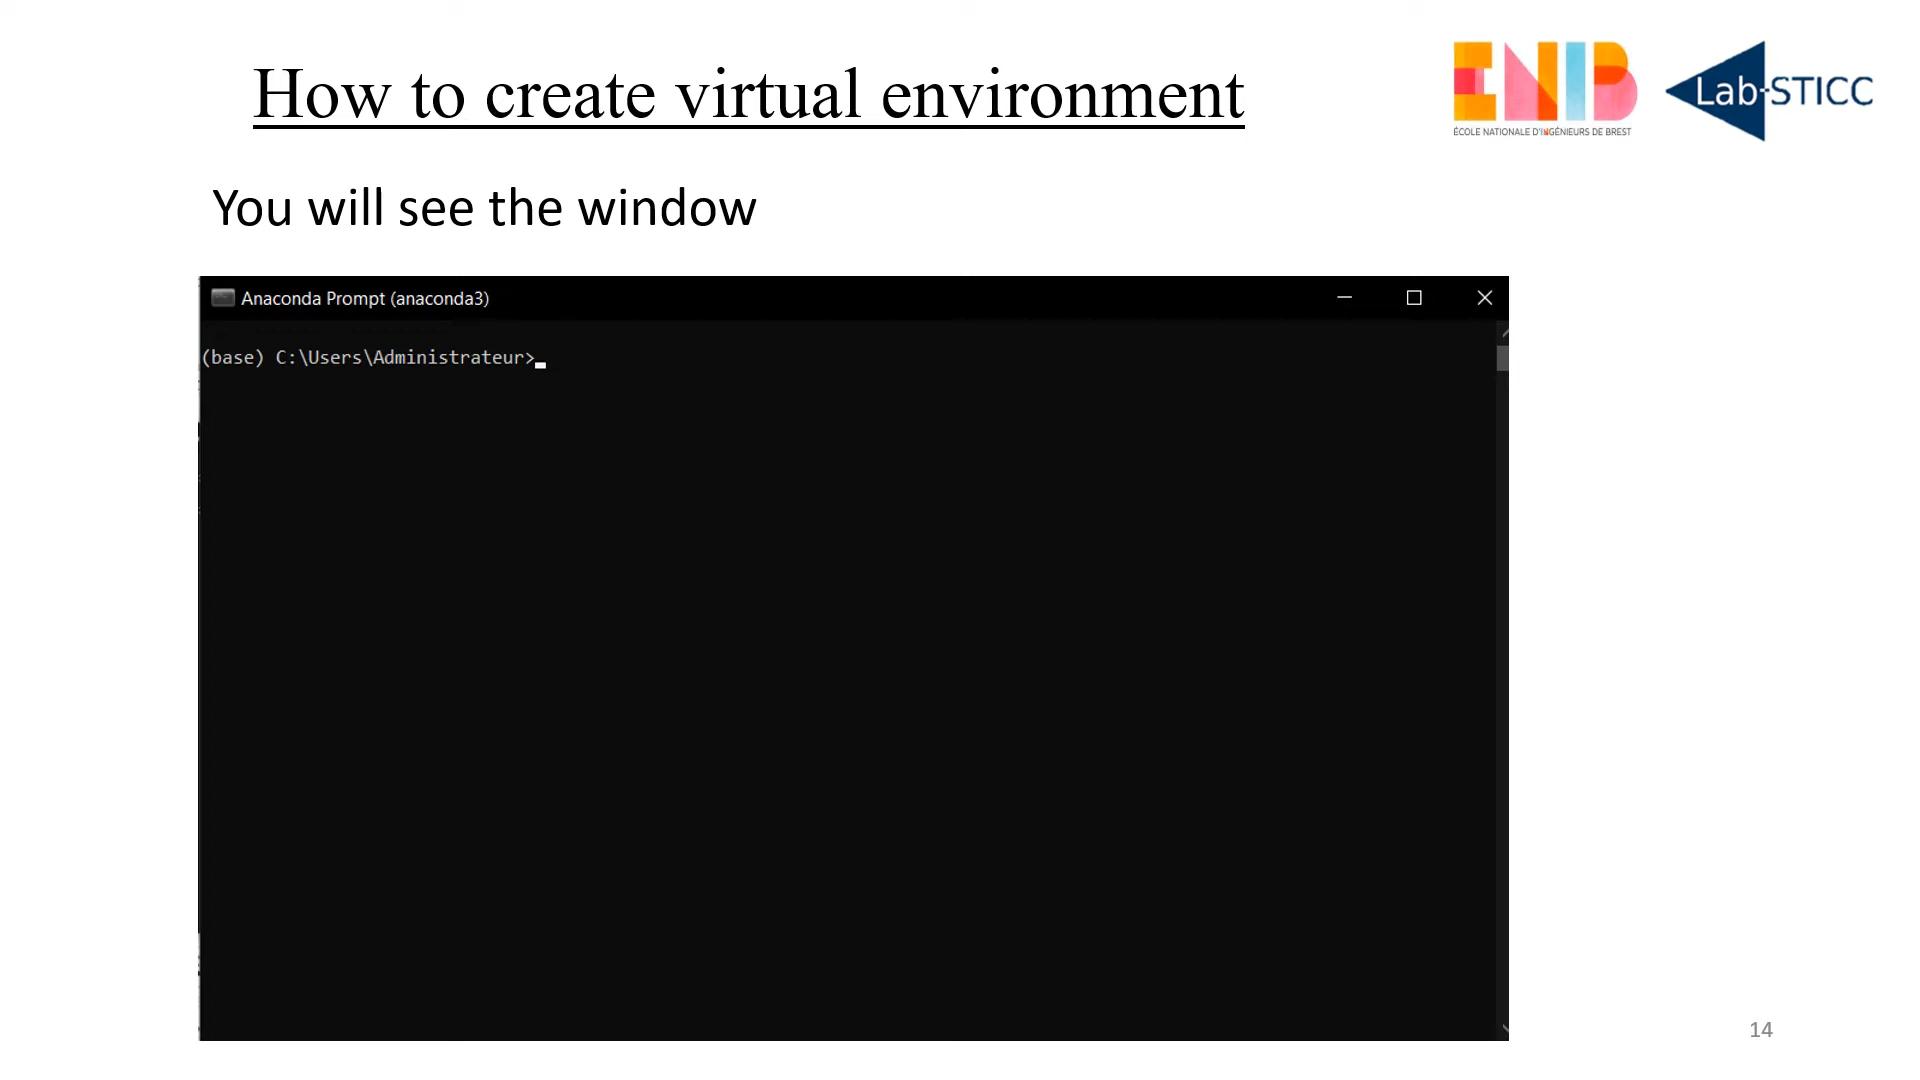 How to create virtual environment
ENIB
ÉCOLE NATIONALE D'INGÉNIEURS DE BREST
Lab-STICC
You will see the window
Anaconda Prompt (anaconda3)
(base) C:\Users\Administrateur>
14